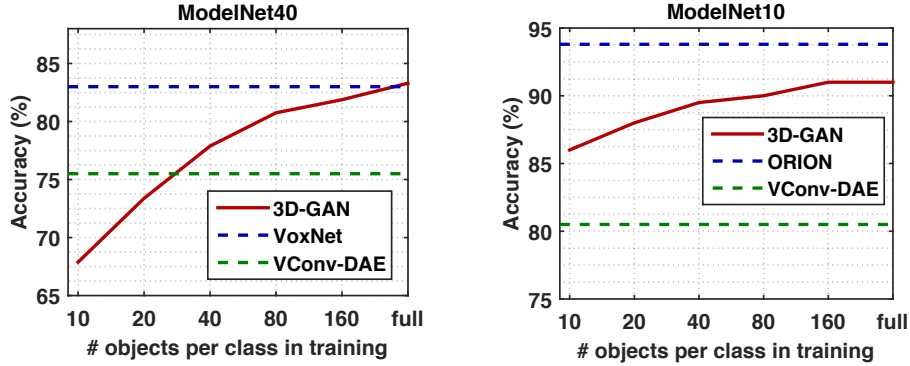 ModelNet40
Accuracy (%)
85
80
75
70
65
3D-GAN
VoxNet
VConv-DAE
10 20 40 80 160 full
# objects per class in training
ModelNet10
Accuracy (%)
95
90
85
80
75
3D-GAN
ORION
VConv-DAE
10 20 40 80 160 full
# objects per class in training